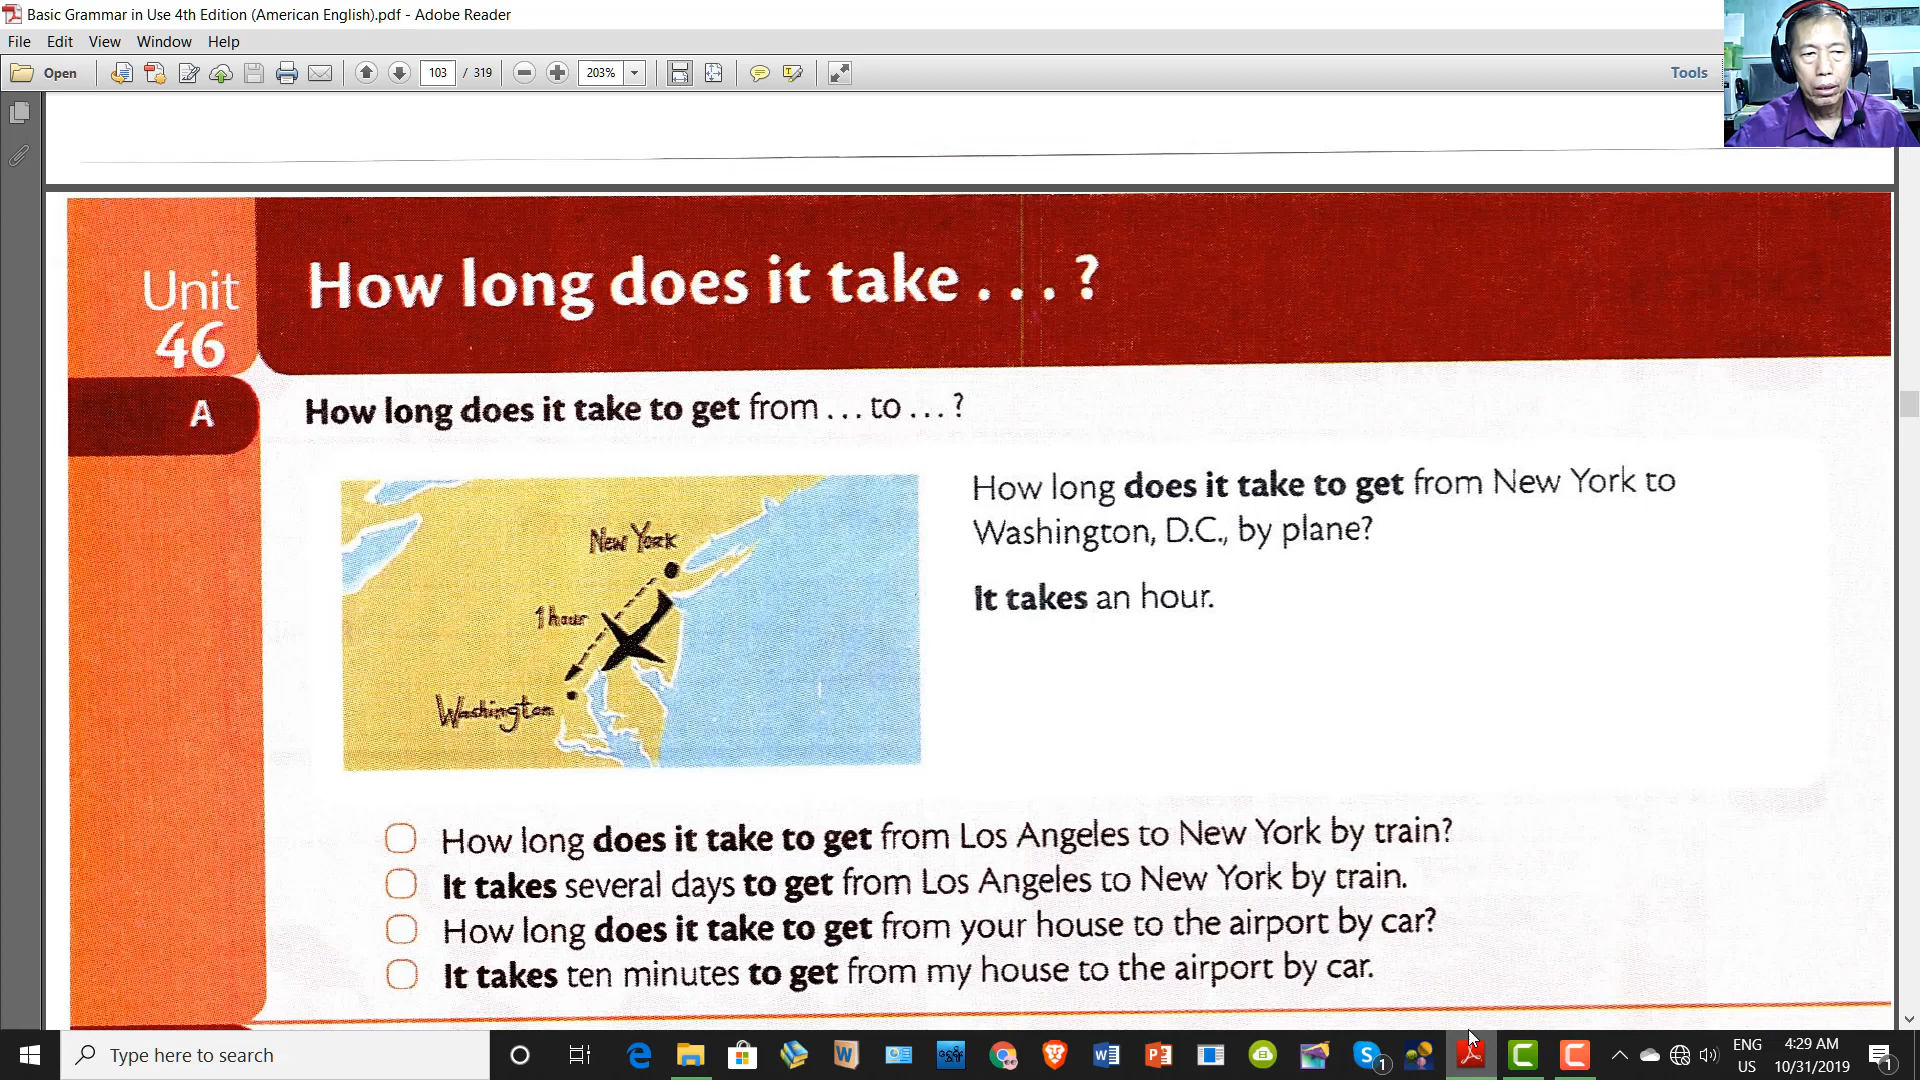 Basic Grammar in Use 4th Edition (American English).pdf - Adobe Reader
File Edit View Window Help
Open 103 / 319 203% Tools
Unit
46
How long does it take . . . ?
A
How long does it take to get from . . . to . . . ?
New York
1 hour
Washington
How long does it take to get from New York to
Washington, D.C., by plane?
It takes an hour.
How long does it take to get from Los Angeles to New York by train?
It takes several days to get from Los Angeles to New York by train.
How long does it take to get from your house to the airport by car?
It takes ten minutes to get from my house to the airport by car.
Type here to search
ENG
US
4:29 AM
10/31/2019
1
1